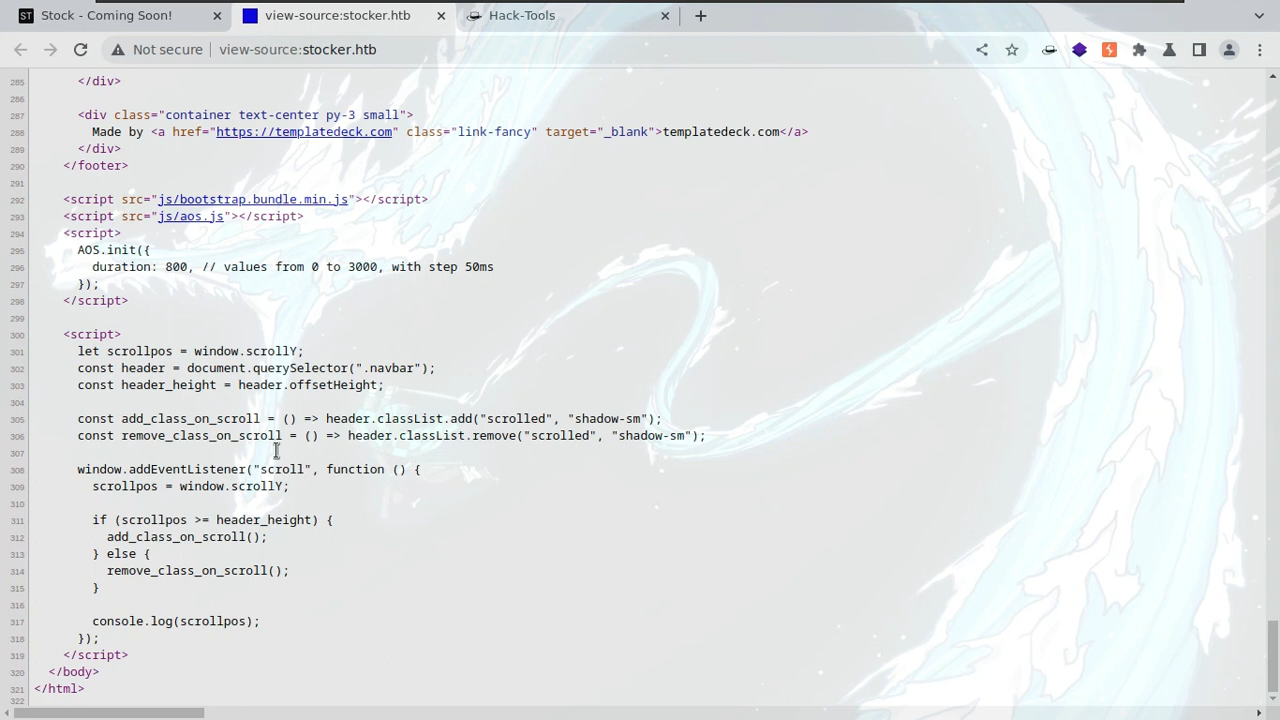 ST Stock - Coming Soon!
view-source:stocker.htb
Hack-Tools
Not secure view-source:stocker.htb
285 </div>
286
287 <div class="container text-center py-3 small">
288 Made by <a href="https://templatedeck.com" class="link-fancy" target="_blank">templatedeck.com</a>
289 </div>
290 </footer>
291
292 <script src="js/bootstrap.bundle.min.js"></script>
293 <script src="js/aos.js"></script>
294 <script>
295 AOS.init({
296 duration: 800, // values from 0 to 3000, with step 50ms
297 });
298 </script>
299
300 <script>
301 let scrollpos = window.scrollY;
302 const header = document.querySelector(".navbar");
303 const header_height = header.offsetHeight;
304
305 const add_class_on_scroll = () => header.classList.add("scrolled", "shadow-sm");
306 const remove_class_on_scroll = () => header.classList.remove("scrolled", "shadow-sm");
307
308 window.addEventListener("scroll", function () {
309 scrollpos = window.scrollY;
310
311 if (scrollpos >= header_height) {
312 add_class_on_scroll();
313 } else {
314 remove_class_on_scroll();
315 }
316
317 console.log(scrollpos);
318 });
319 </script>
320 </body>
321 </html>
322